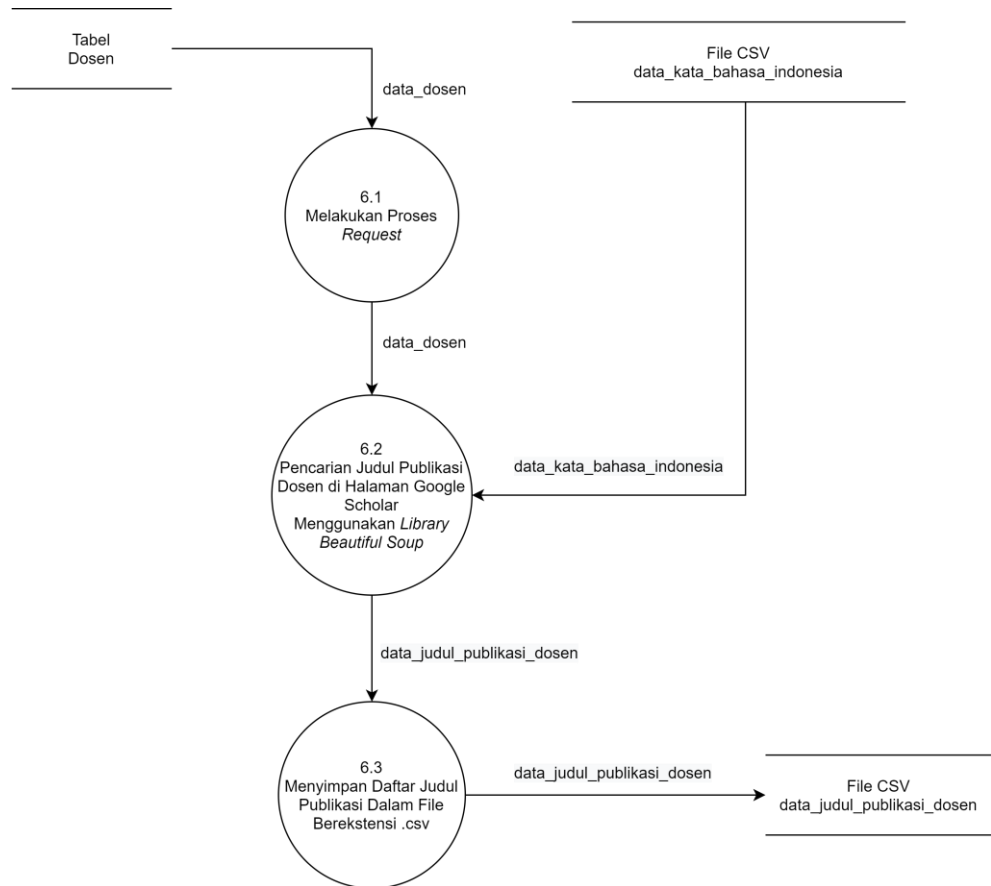 Tabel
Dosen
File CSV
data_kata_bahasa_indonesia
data_dosen
6.1
Melakukan Proses
Request
data_dosen
6.2
Pencarian Judul Publikasi
Dosen di Halaman Google
Scholar
Menggunakan Library
Beautiful Soup
data_kata_bahasa_indonesia
data_judul_publikasi_dosen
6.3
Menyimpan Daftar Judul
Publikasi Dalam File
Berekstensi .csv
data_judul_publikasi_dosen
File CSV
data_judul_publikasi_dosen